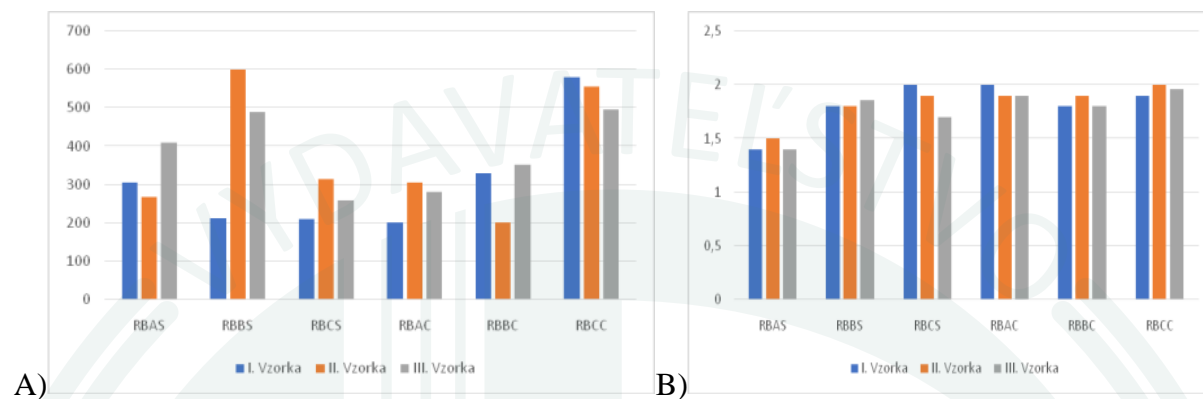 700
600
500
400
300
200
100
0
RBAS RBBS RBCS RBAC RBBC RBCC
I. Vzorka II. Vzorka III. Vzorka
A)
2,5
2
1,5
1
0,5
0
RBAS RBBS RBCS RBAC RBBC RBCC
I. Vzorka II. Vzorka III. Vzorka
B)
VYDAVATEĽSTVO